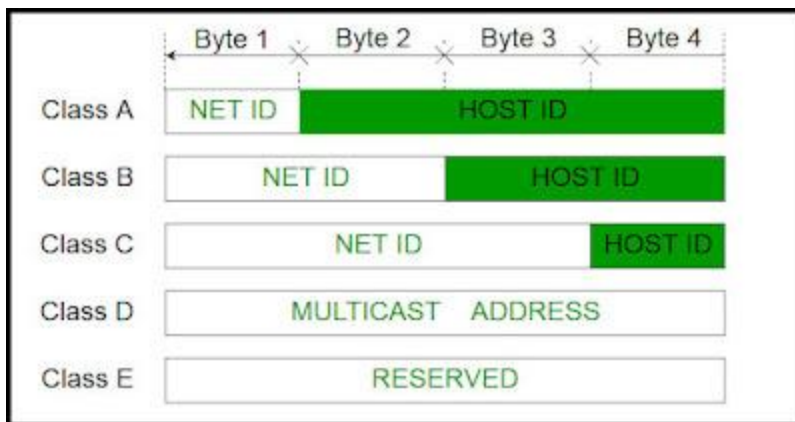 Byte 1 Byte 2 Byte 3 Byte 4
Class A NET ID HOST ID
Class B NET ID HOST ID
Class C NET ID HOST ID
Class D MULTICAST ADDRESS
Class E RESERVED